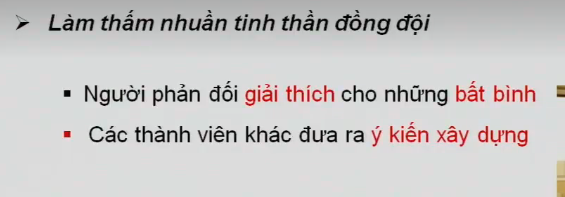 ➢ Làm thấm nhuần tinh thần đồng đội
▪ Người phản đối giải thích cho những bất bình
▪ Các thành viên khác đưa ra ý kiến xây dựng